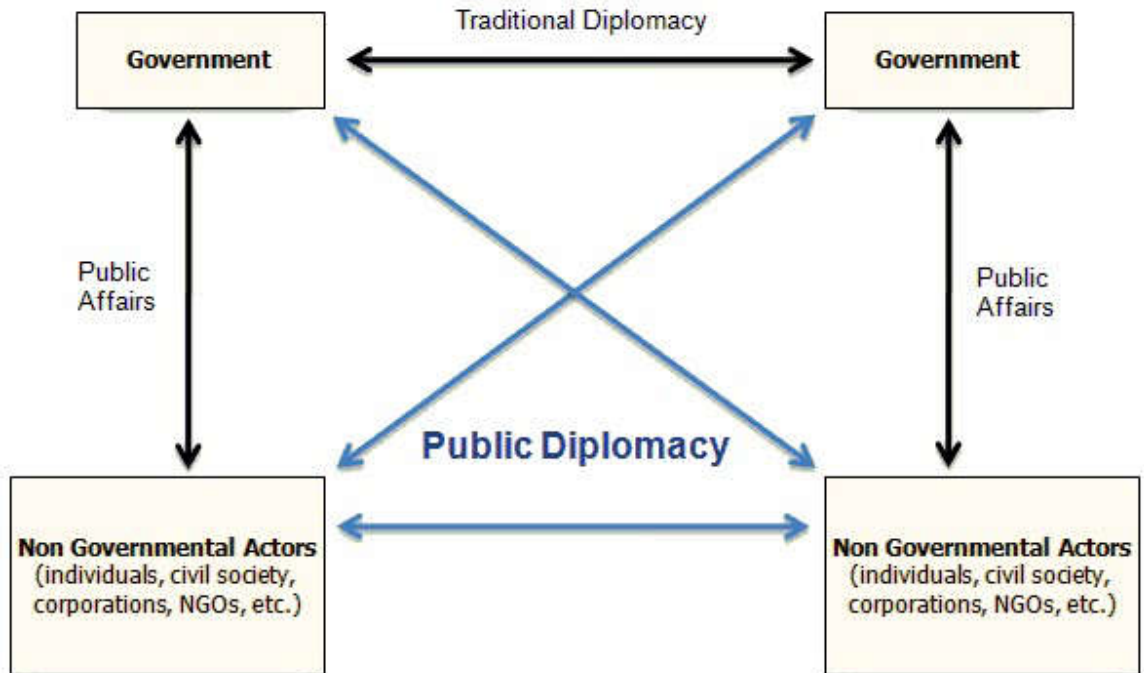 Traditional Diplomacy
Government
Government
Public
Affairs
Public
Affairs
Public Diplomacy
Non Governmental Actors
(individuals, civil society,
corporations, NGOs, etc.)
Non Governmental Actors
(individuals, civil society,
corporations, NGOs, etc.)